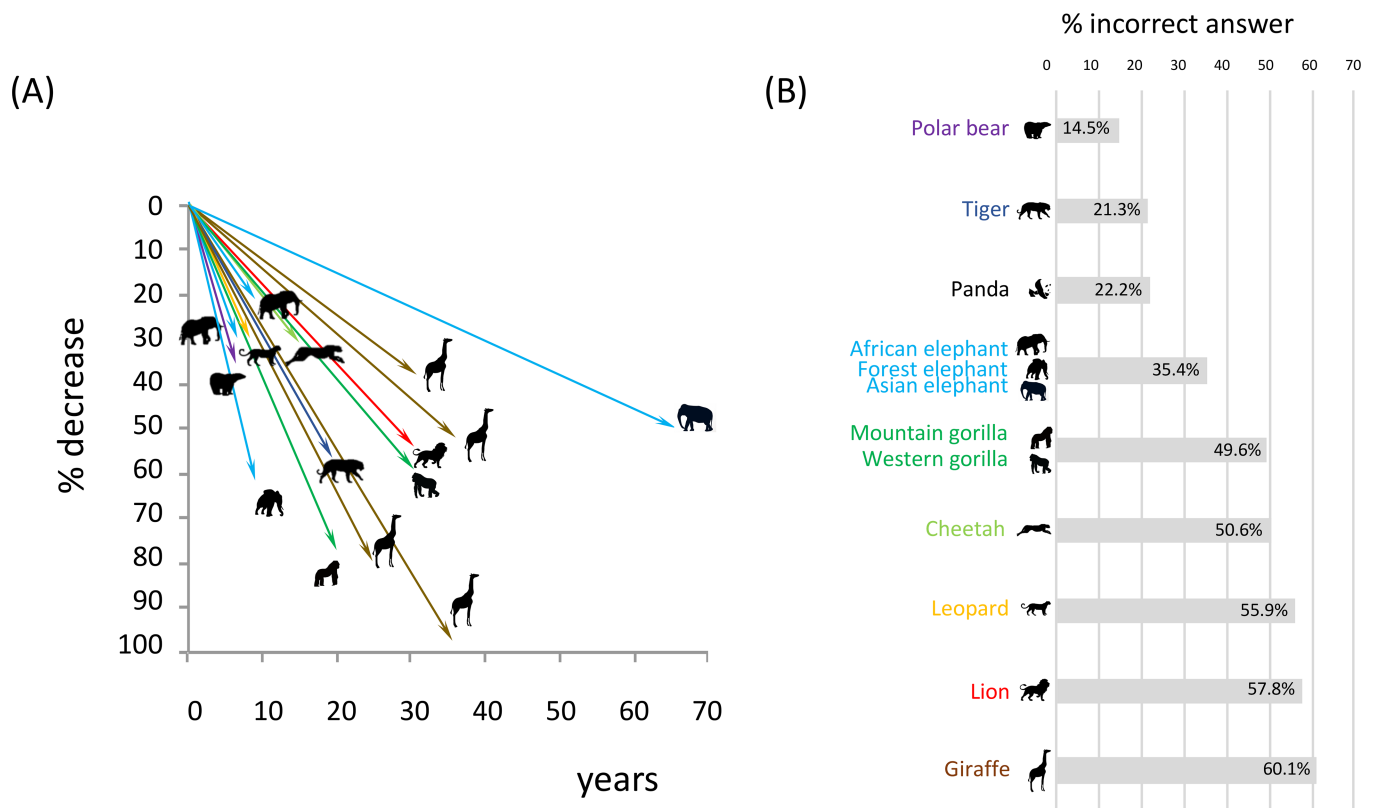 (A)
0
10
20
30
40
50
60
70
80
90
100
% decrease
0 10 20 30 40 50 60 70
years
(B)
% incorrect answer
0 10 20 30 40 50 60 70
Polar bear 14.5%
Tiger 21.3%
Panda 22.2%
African elephant
Forest elephant 35.4%
Asian elephant
Mountain gorilla
49.6%
Western gorilla
Cheetah 50.6%
Leopard 55.9%
Lion 57.8%
Giraffe 60.1%